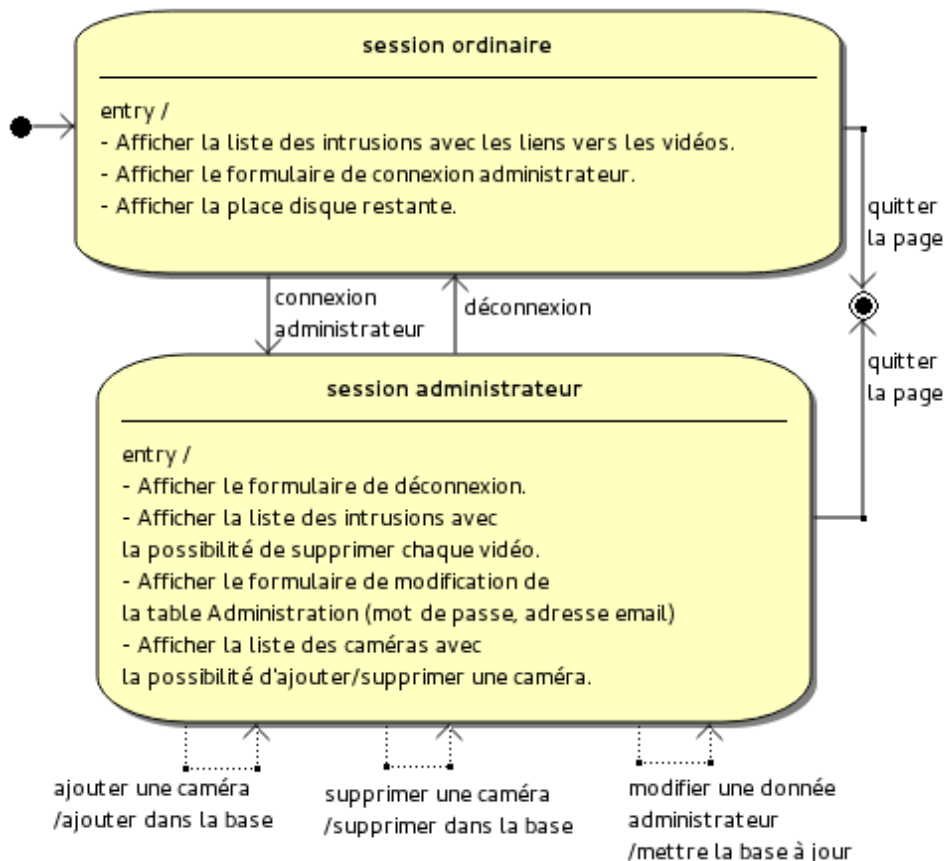 session ordinaire
entry /
- Afficher la liste des intrusions avec les liens vers les vidéos.
- Afficher le formulaire de connexion administrateur.
- Afficher la place disque restante.
quitter
la page
connexion
administrateur
déconnexion
session administrateur
quitter
la page
entry /
- Afficher le formulaire de déconnexion.
- Afficher la liste des intrusions avec
la possibilité de supprimer chaque vidéo.
- Afficher le formulaire de modification de
la table Administration (mot de passe, adresse email)
- Afficher la liste des caméras avec
la possibilité d'ajouter/supprimer une caméra.
ajouter une caméra
/ajouter dans la base
supprimer une caméra
/supprimer dans la base
modifier une donnée
administrateur
/mettre la base à jour